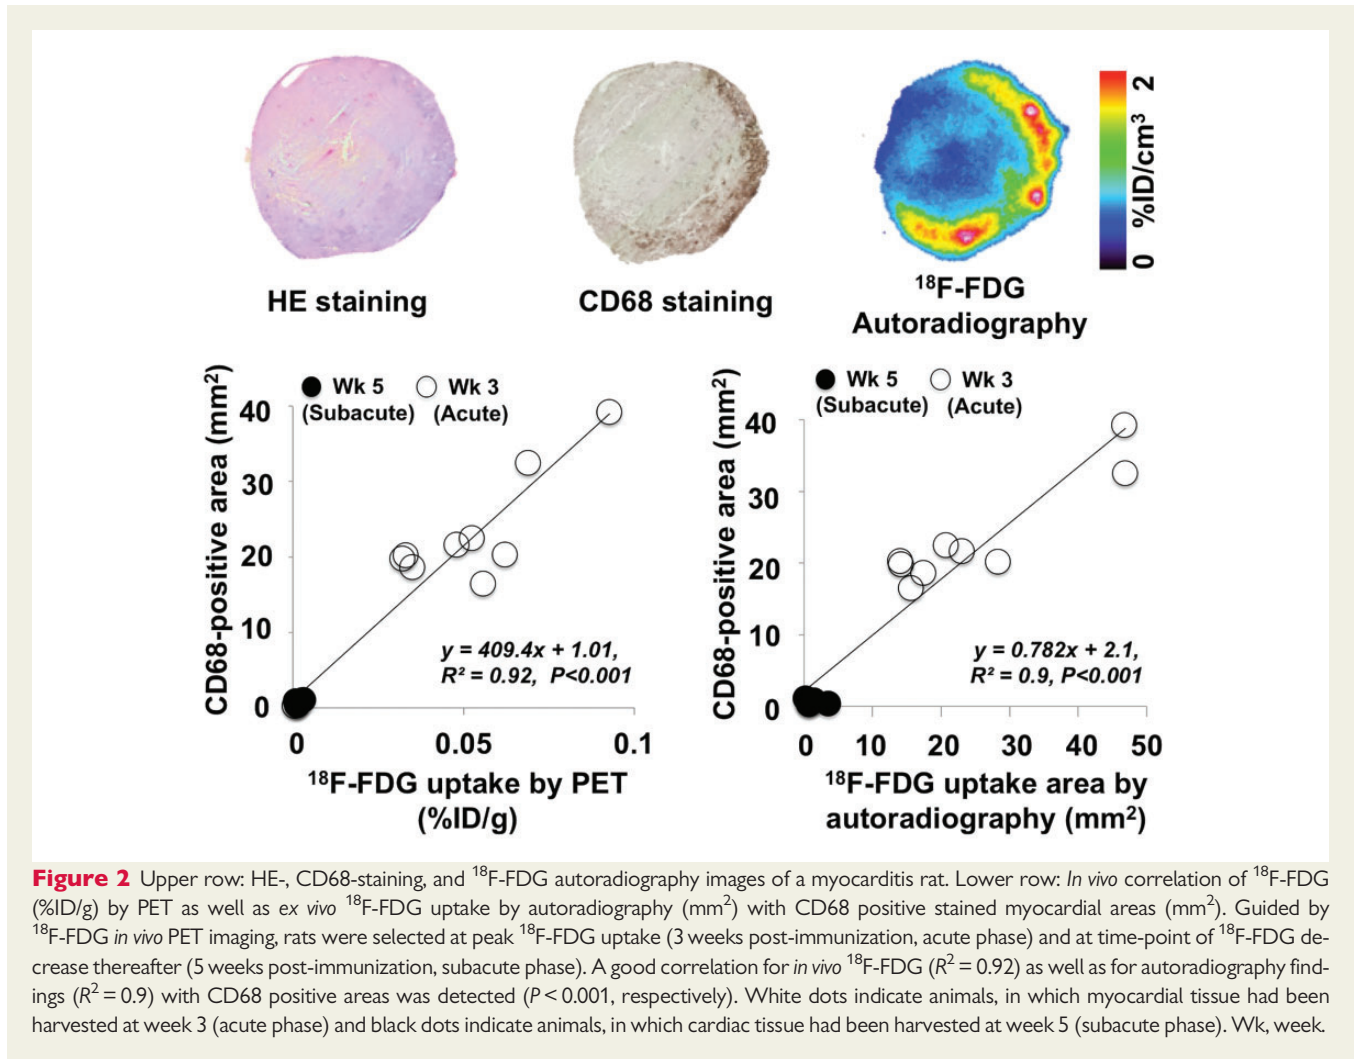 HE staining
CD68 staining
¹⁸F-FDG
Autoradiography
0 %ID/cm³ 2
Wk 5
(Subacute)
Wk 3
(Acute)
CD68-positive area (mm²)
40
30
20
10
0
y = 409.4x + 1.01,
R² = 0.92, P<0.001
0
0.05
0.1
¹⁸F-FDG uptake by PET
(%ID/g)
Wk 5
(Subacute)
Wk 3
(Acute)
CD68-positive area (mm²)
40
30
20
10
0
y = 0.782x + 2.1,
R² = 0.9, P<0.001
0
10
20
30
40
50
¹⁸F-FDG uptake area by
autoradiography (mm²)
Figure 2 Upper row: HE-, CD68-staining, and ¹⁸F-FDG autoradiography images of a myocarditis rat. Lower row: In vivo correlation of ¹⁸F-FDG
(%ID/g) by PET as well as ex vivo ¹⁸F-FDG uptake by autoradiography (mm²) with CD68 positive stained myocardial areas (mm²). Guided by
¹⁸F-FDG in vivo PET imaging, rats were selected at peak ¹⁸F-FDG uptake (3 weeks post-immunization, acute phase) and at time-point of ¹⁸F-FDG de-
crease thereafter (5 weeks post-immunization, subacute phase). A good correlation for in vivo ¹⁸F-FDG (R² = 0.92) as well as for autoradiography find-
ings (R² = 0.9) with CD68 positive areas was detected (P < 0.001, respectively). White dots indicate animals, in which myocardial tissue had been
harvested at week 3 (acute phase) and black dots indicate animals, in which cardiac tissue had been harvested at week 5 (subacute phase). Wk, week.